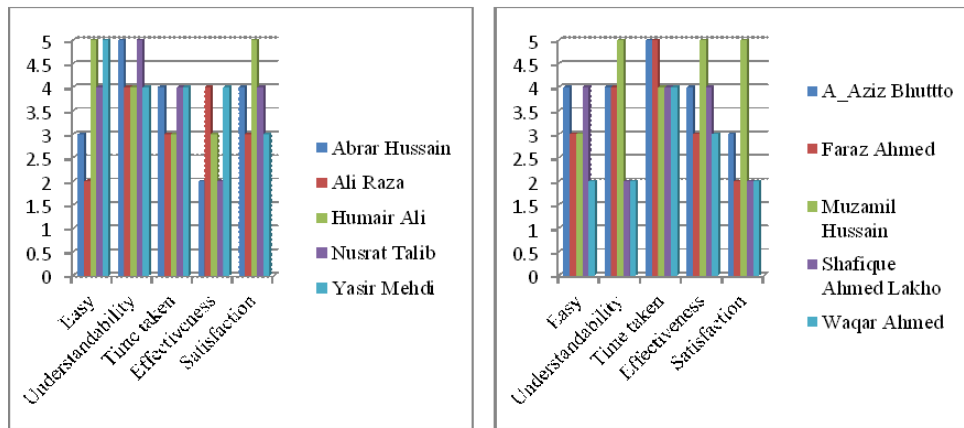 5
4.5
4
3.5
3
2.5
2
1.5
1
0.5
0
Easy
Understandability
Time taken
Effectiveness
Satisfaction
Abrar Hussain
Ali Raza
Humair Ali
Nusrat Talib
Yasir Mehdi
5
4.5
4
3.5
3
2.5
2
1.5
1
0.5
0
Easy
Understandability
Time taken
Effectiveness
Satisfaction
A_Aziz Bhuttto
Faraz Ahmed
Muzamil
Hussain
Shafique
Ahmed Lakho
Waqar Ahmed